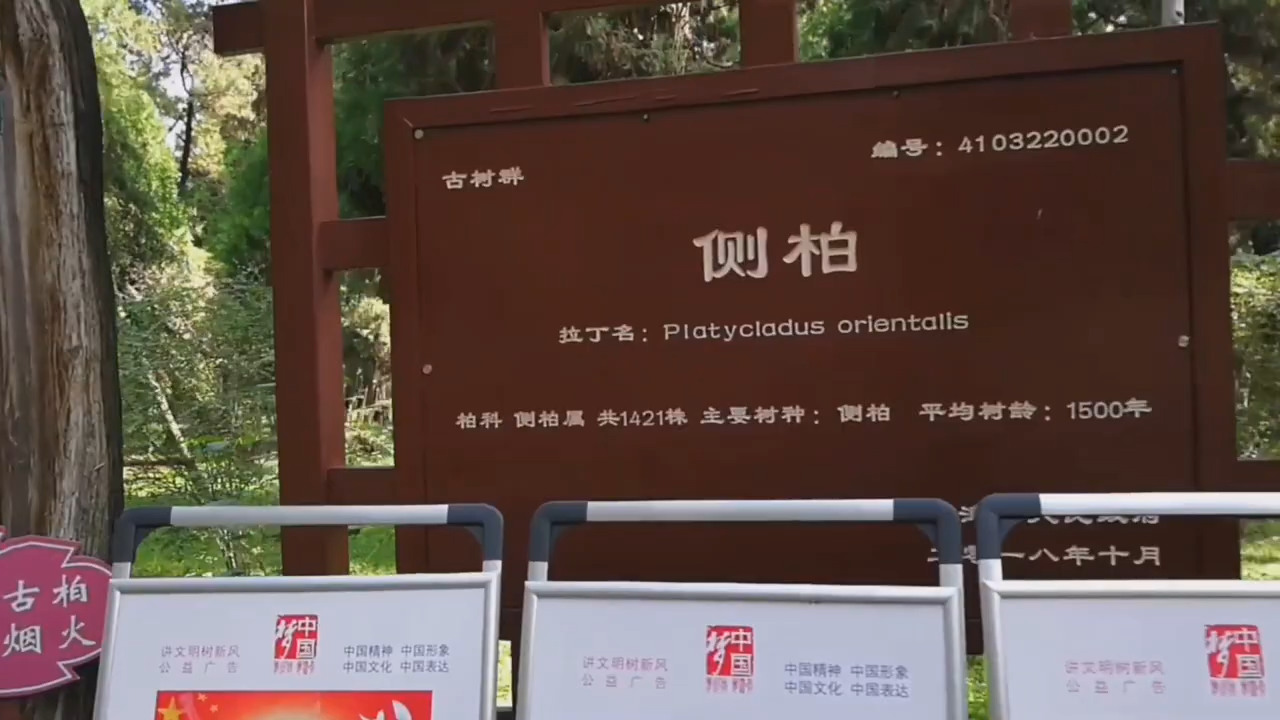 古树群
编号：4103220002
侧柏
拉丁名：Platycladus orientalis
柏科 侧柏属 共1421株 主要树种：侧柏 平均树龄：1500年
一八年十月
古柏
烟火
讲文明树新风
公益广告
中国梦
中国精神 中国形象
中国文化 中国表达
讲文明树新风
公益广告
中国梦
中国精神 中国形象
中国文化 中国表达
讲文明树新风
公益广告
中国梦